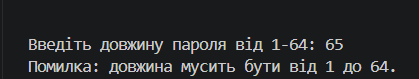 Введіть довжину пароля від 1-64: 65
Помилка: довжина мусить бути від 1 до 64.